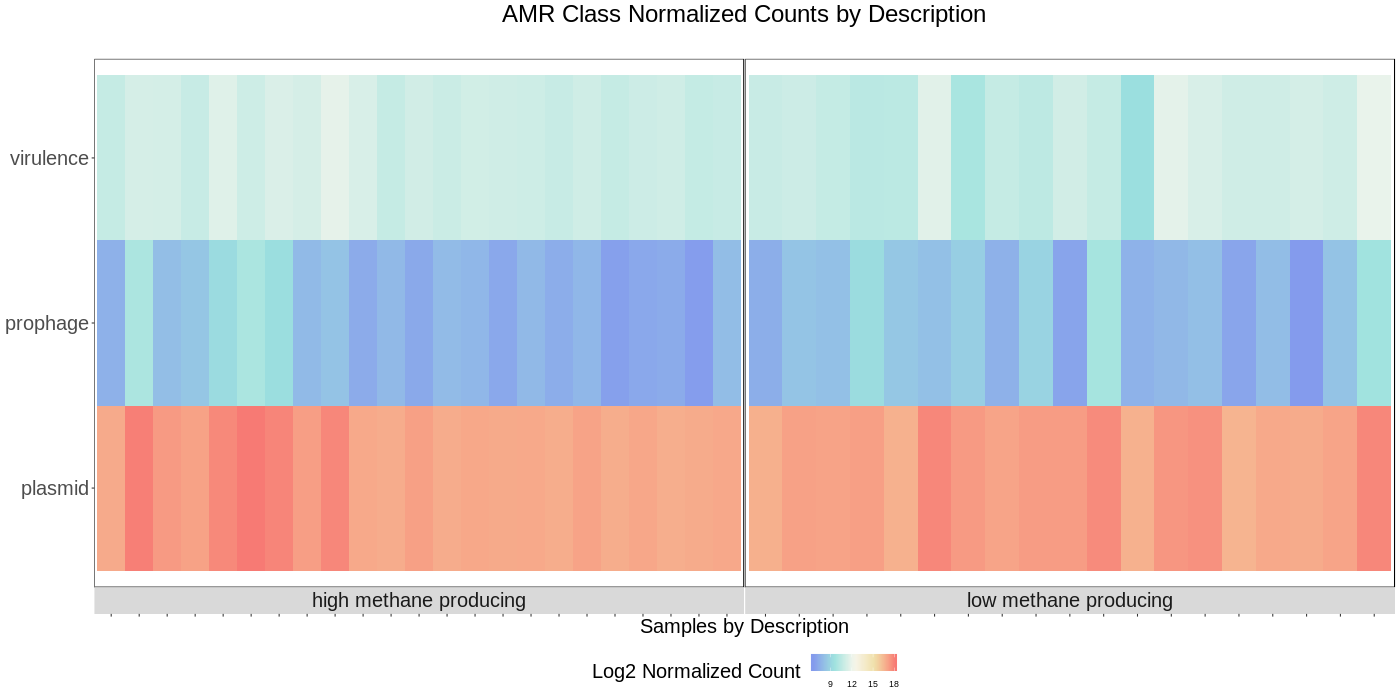 AMR Class Normalized Counts by Description
virulence
prophage
plasmid
high methane producing
low methane producing
Samples by Description
Log2 Normalized Count
9 12 15 18